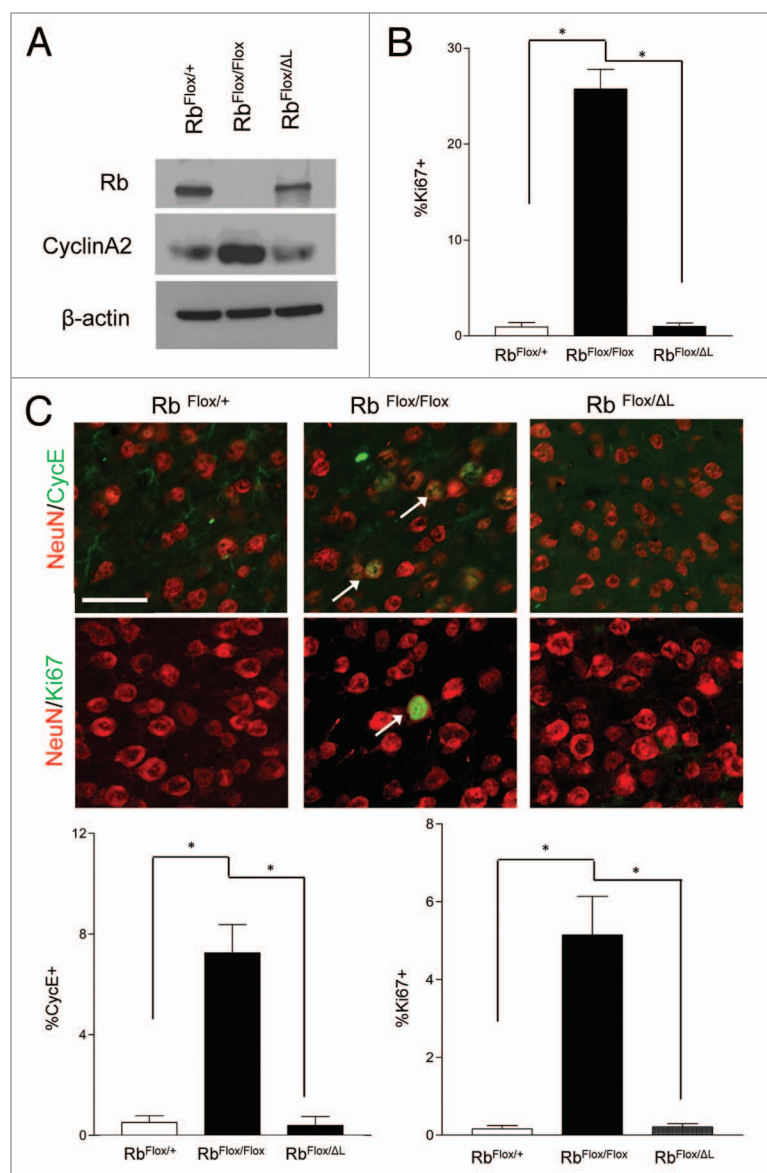 A
Rb^Flox/+
Rb^Flox/Flox
Rb^Flox/ΔL
Rb
CyclinA2
β-actin
B
30
20
10
0
%Ki67+
*
*
Rb^Flox/+
Rb^Flox/Flox
Rb^Flox/ΔL
C
Rb Flox/+
Rb Flox/Flox
Rb Flox/ΔL
NeuN/CycE
NeuN/Ki67
12
8
4
0
%CycE+
*
*
Rb^Flox/+
Rb^Flox/Flox
Rb^Flox/ΔL
8
6
4
2
0
%Ki67+
*
*
Rb^Flox/+
Rb^Flox/Flox
Rb^Flox/ΔL